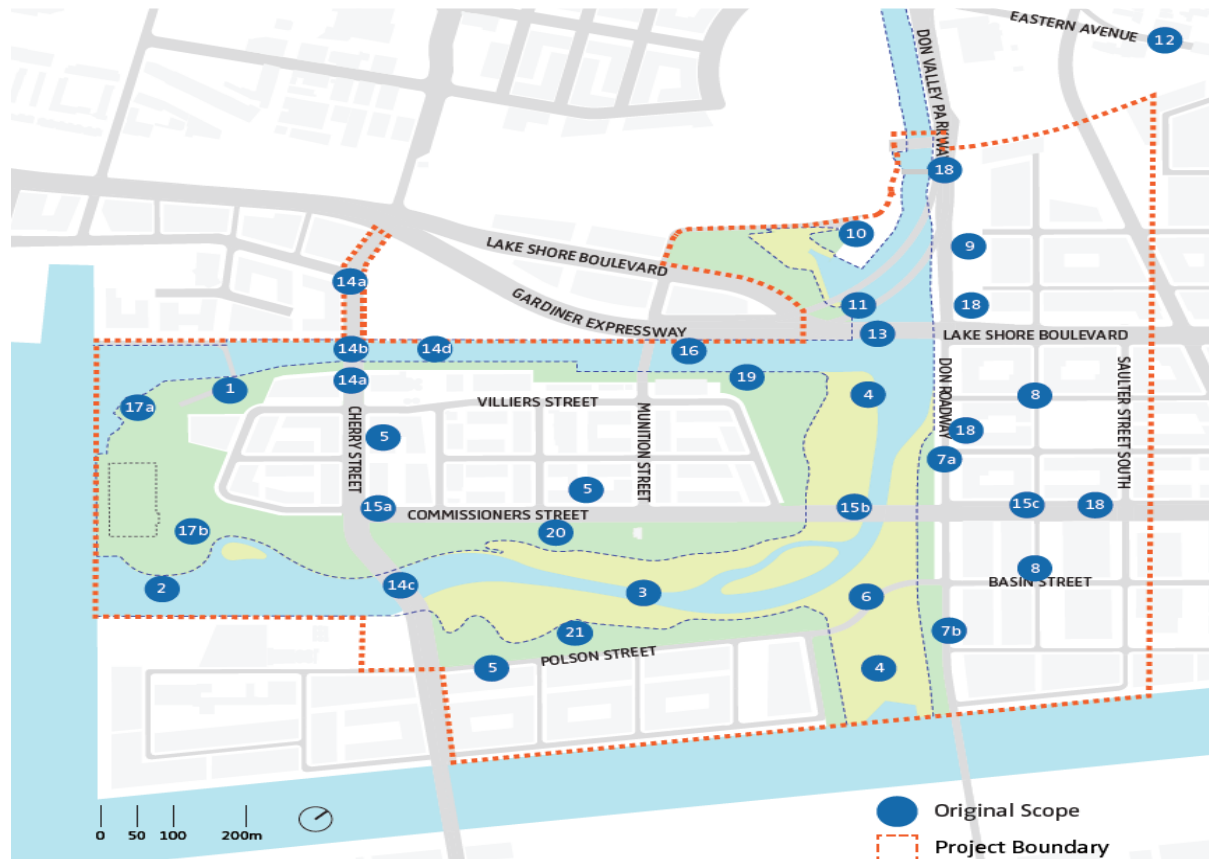 EASTERN AVENUE
12
DON VALLEY PARKWA
18
10
9
LAKE SHORE BOULEVARD
14a
11
18
GARDINER EXPRESSWAY
13
LAKE SHORE BOULEVARD
14b
14d
16
14a
19
1
4
8
17a
VILLIERS STREET
DON ROADWAY
SAULTER STREET SOUTH
CHERRY STREET
MUNITION STREET
5
18
7a
5
15a
15b
15c
18
COMMISSIONERS STREET
17b
20
2
14c
3
6
8
BASIN STREET
21
7b
POLSON STREET
5
4
0 50 100 200m
Original Scope
Project Boundary